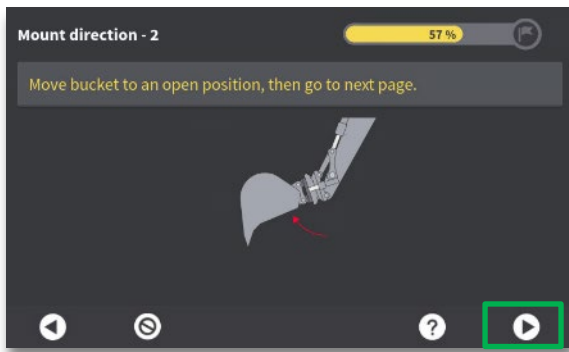 Mount direction - 2
57 %
Move bucket to an open position, then go to next page.
?